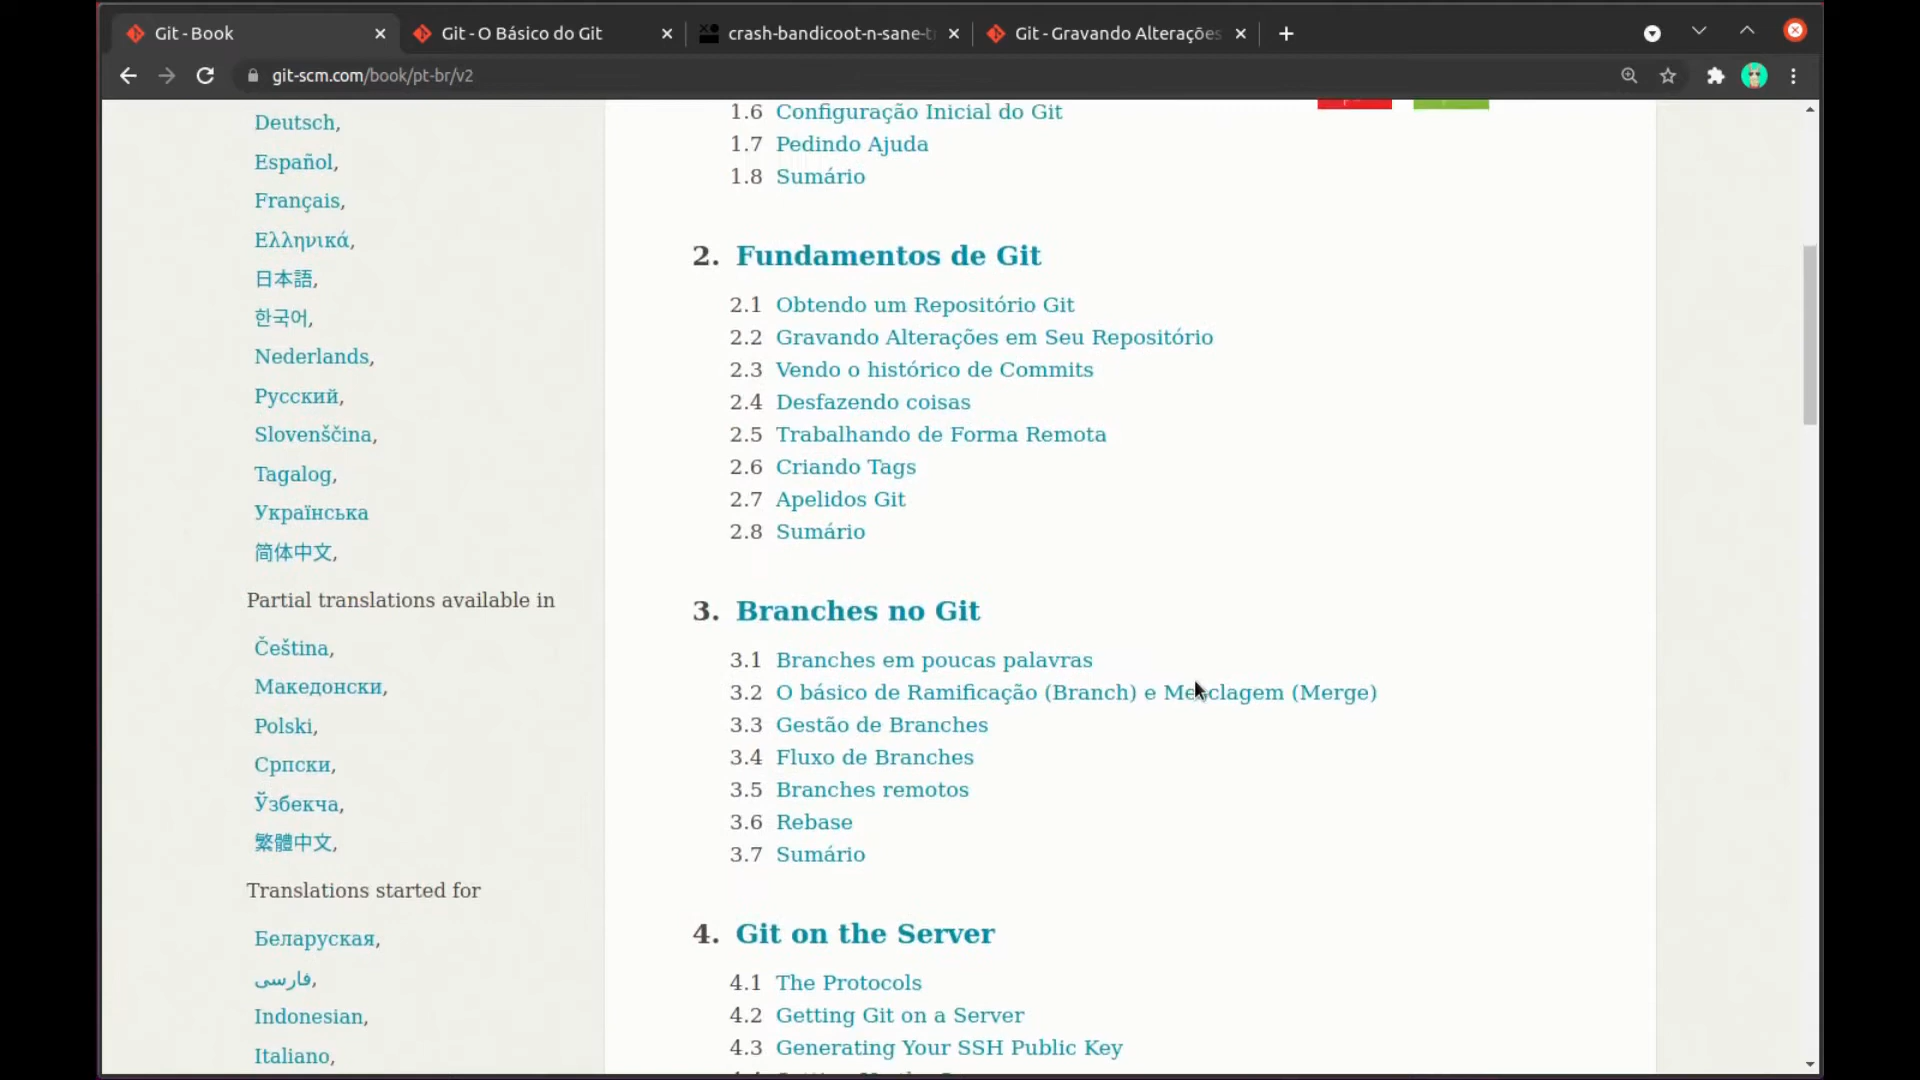 Git - Book
Git - O Básico do Git
crash-bandicoot-n-sane-t
Git - Gravando Alterações
git-scm.com/book/pt-br/v2
Deutsch,
Español,
Français,
Ελληνικά,
日本語,
한국어,
Nederlands,
Русский,
Slovenščina,
Tagalog,
Українська
简体中文,
Partial translations available in
Čeština,
Македонски,
Polski,
Српски,
Ўзбекча,
繁體中文,
Translations started for
Беларуская,
فارسی,
Indonesian,
Italiano,
1.6 Configuração Inicial do Git
1.7 Pedindo Ajuda
1.8 Sumário
2. Fundamentos de Git
2.1 Obtendo um Repositório Git
2.2 Gravando Alterações em Seu Repositório
2.3 Vendo o histórico de Commits
2.4 Desfazendo coisas
2.5 Trabalhando de Forma Remota
2.6 Criando Tags
2.7 Apelidos Git
2.8 Sumário
3. Branches no Git
3.1 Branches em poucas palavras
3.2 O básico de Ramificação (Branch) e Mesclagem (Merge)
3.3 Gestão de Branches
3.4 Fluxo de Branches
3.5 Branches remotos
3.6 Rebase
3.7 Sumário
4. Git on the Server
4.1 The Protocols
4.2 Getting Git on a Server
4.3 Generating Your SSH Public Key